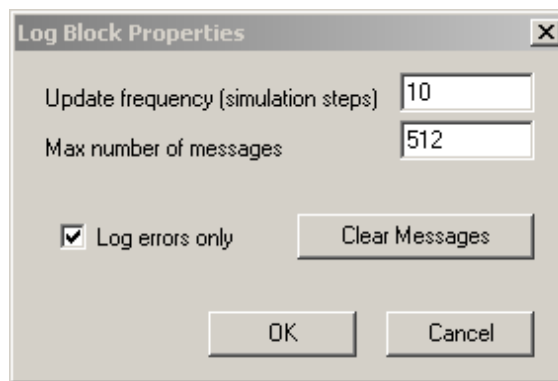 Log Block Properties
Update frequency (simulation steps) 10
Max number of messages 512
Log errors only Clear Messages
OK Cancel